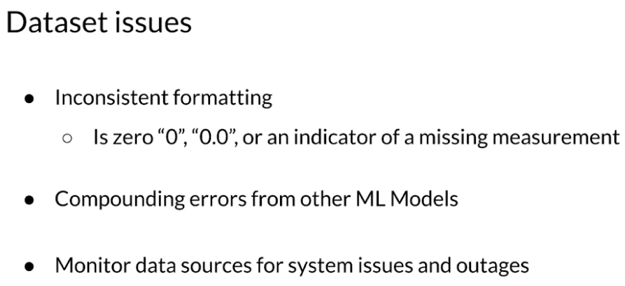 Dataset issues
● Inconsistent formatting
○ Is zero “0”, “0.0”, or an indicator of a missing measurement
● Compounding errors from other ML Models
● Monitor data sources for system issues and outages